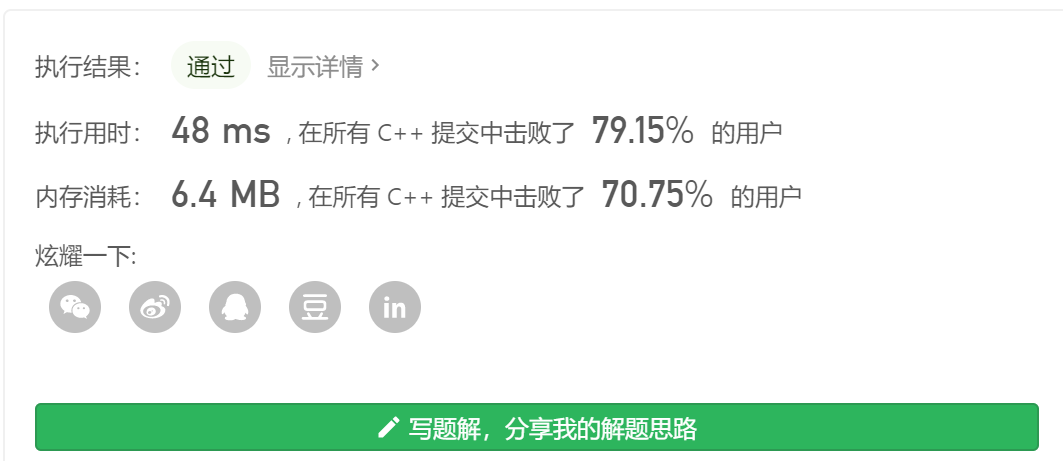 执行结果： 通过 显示详情 >
执行用时： 48 ms , 在所有 C++ 提交中击败了 79.15% 的用户
内存消耗： 6.4 MB , 在所有 C++ 提交中击败了 70.75% 的用户
炫耀一下:
豆 in
写题解，分享我的解题思路